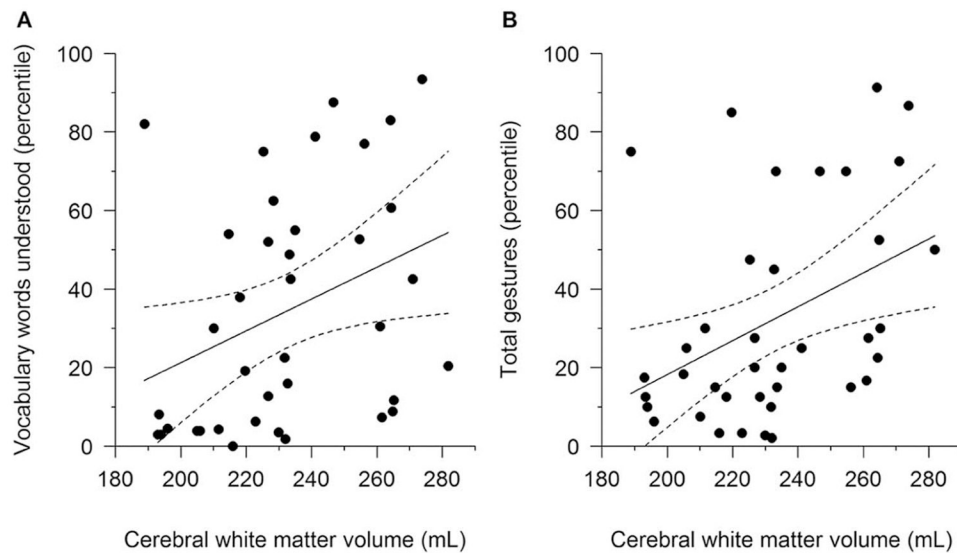 A
Vocabulary words understood (percentile)
100
80
60
40
20
0
180 200 220 240 260 280
Cerebral white matter volume (mL)
B
Total gestures (percentile)
100
80
60
40
20
0
180 200 220 240 260 280
Cerebral white matter volume (mL)